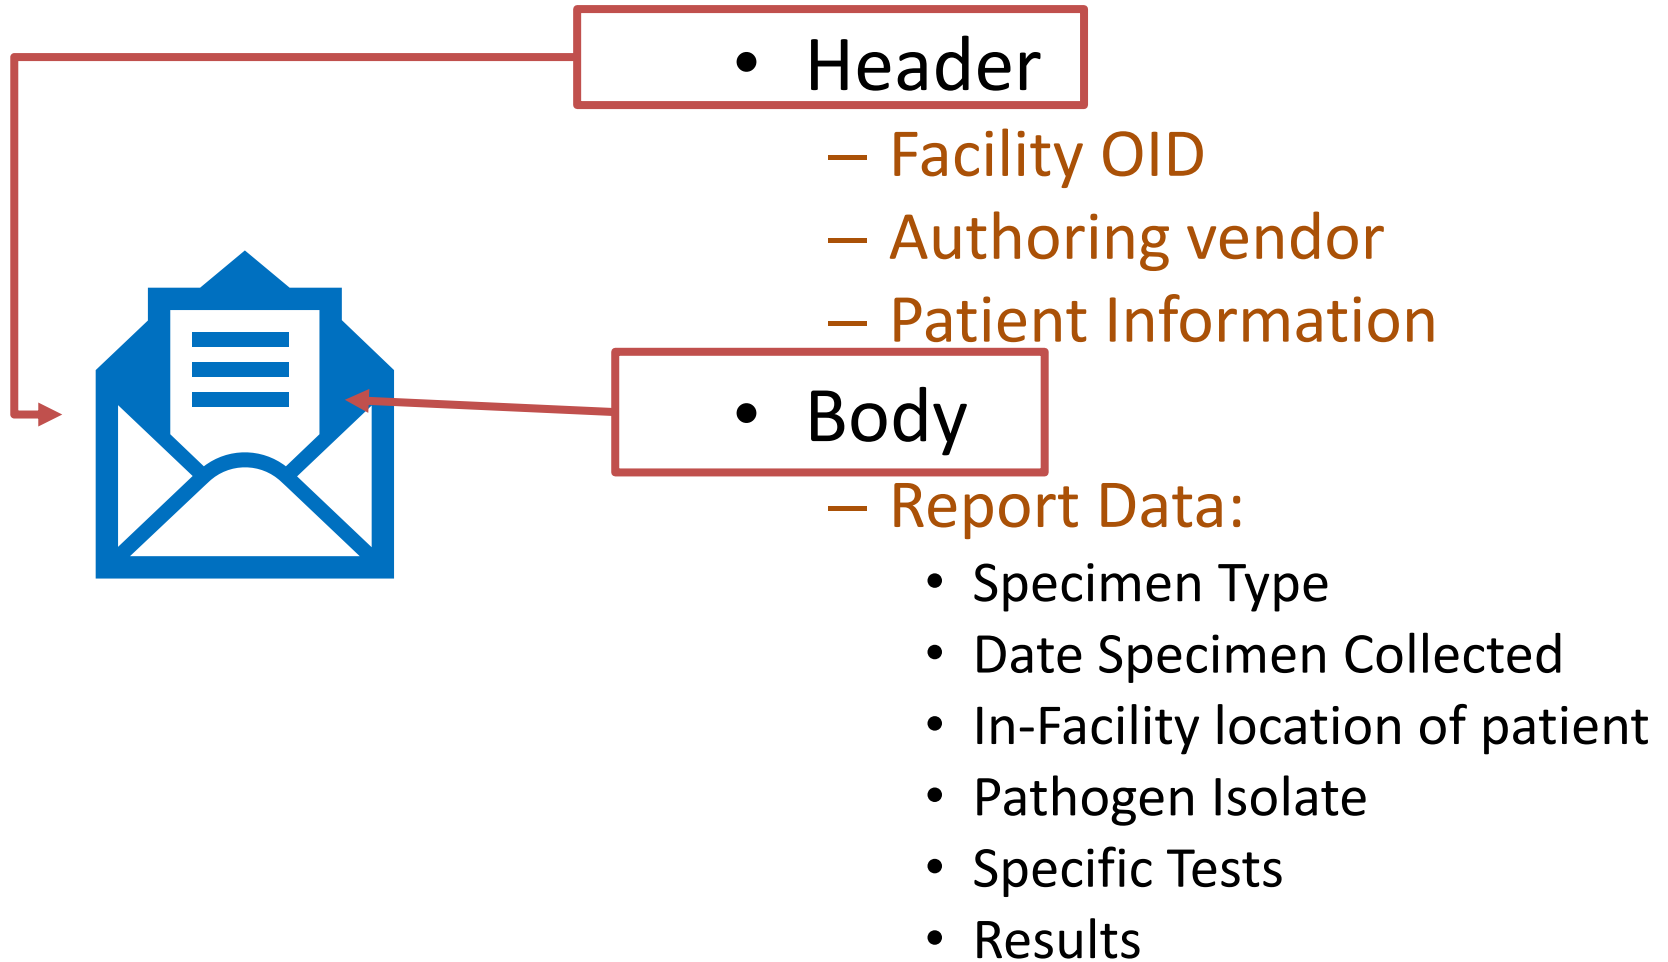 • Header
– Facility OID
– Authoring vendor
– Patient Information
• Body
– Report Data:
• Specimen Type
• Date Specimen Collected
• In-Facility location of patient
• Pathogen Isolate
• Specific Tests
• Results